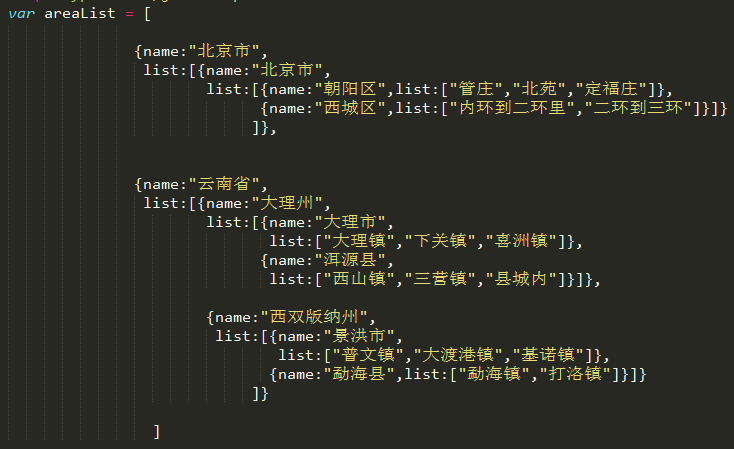 var areaList = [
{name:"北京市",
list:[{name:"北京市",
list:[{name:"朝阳区",list:["管庄","北苑","定福庄"]},
{name:"西城区",list:["内环到二环里","二环到三环"]}]}
]},
{name:"云南省",
list:[{name:"大理州",
list:[{name:"大理市",
list:["大理镇","下关镇","喜洲镇"]},
{name:"洱源县",
list:["西山镇","三营镇","县城内"]}]},
{name:"西双版纳州",
list:[{name:"景洪市",
list:["普文镇","大渡港镇","基诺镇"]},
{name:"勐海县",list:["勐海镇","打洛镇"]}]}
]}
]